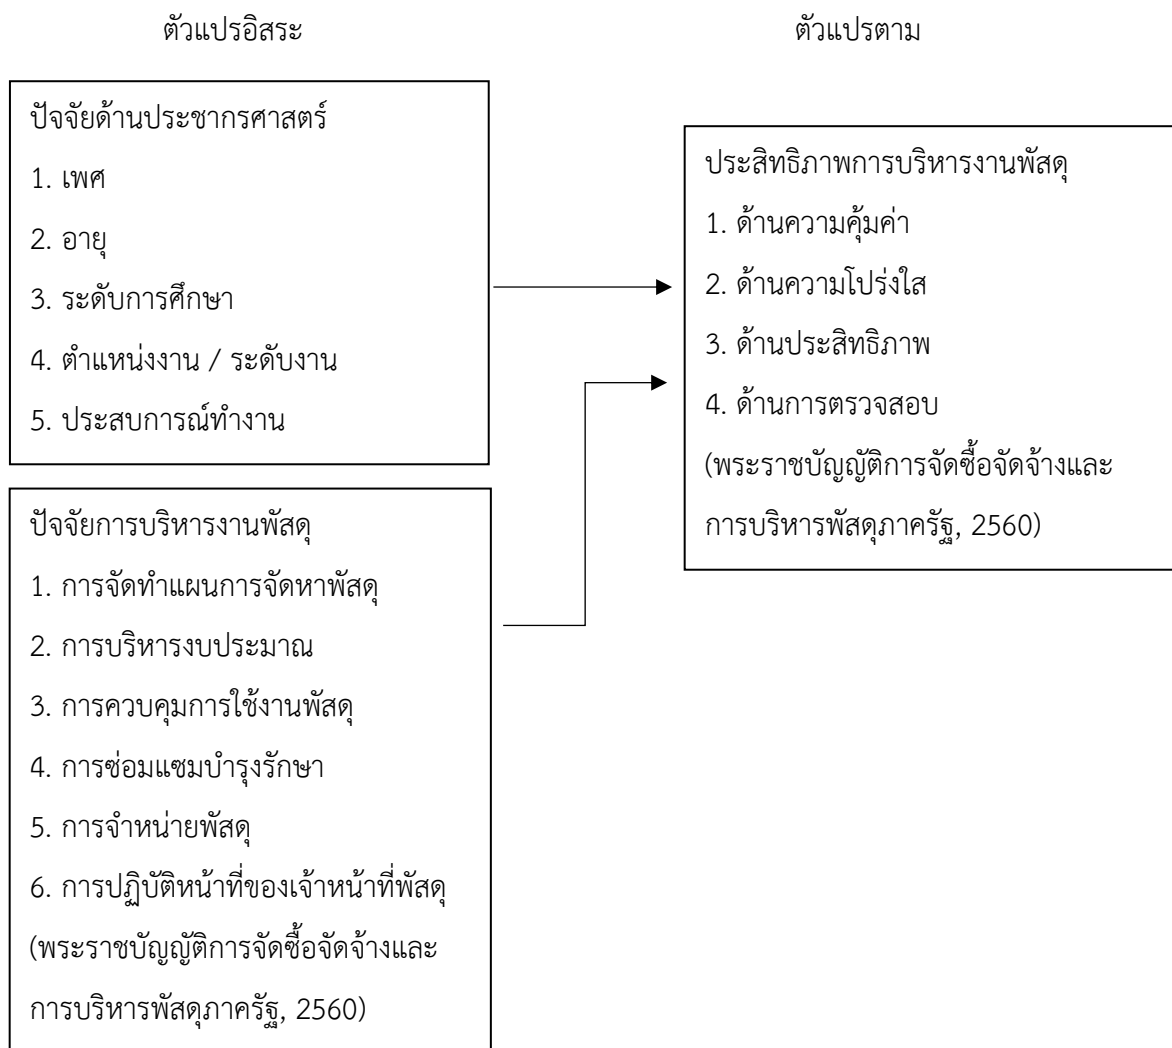 ตัวแปรอิสระ
ตัวแปรตาม
ปัจจัยด้านประชากรศาสตร์
1. เพศ
2. อายุ
3. ระดับการศึกษา
4. ตำแหน่งงาน / ระดับงาน
5. ประสบการณ์ทำงาน
ปัจจัยการบริหารงานพัสดุ
1. การจัดทำแผนการจัดหาพัสดุ
2. การบริหารงบประมาณ
3. การควบคุมการใช้งานพัสดุ
4. การซ่อมแซมบำรุงรักษา
5. การจำหน่ายพัสดุ
6. การปฏิบัติหน้าที่ของเจ้าหน้าที่พัสดุ
(พระราชบัญญัติการจัดซื้อจัดจ้างและ
การบริหารพัสดุภาครัฐ, 2560)
ประสิทธิภาพการบริหารงานพัสดุ
1. ด้านความคุ้มค่า
2. ด้านความโปร่งใส
3. ด้านประสิทธิภาพ
4. ด้านการตรวจสอบ
(พระราชบัญญัติการจัดซื้อจัดจ้างและ
การบริหารพัสดุภาครัฐ, 2560)